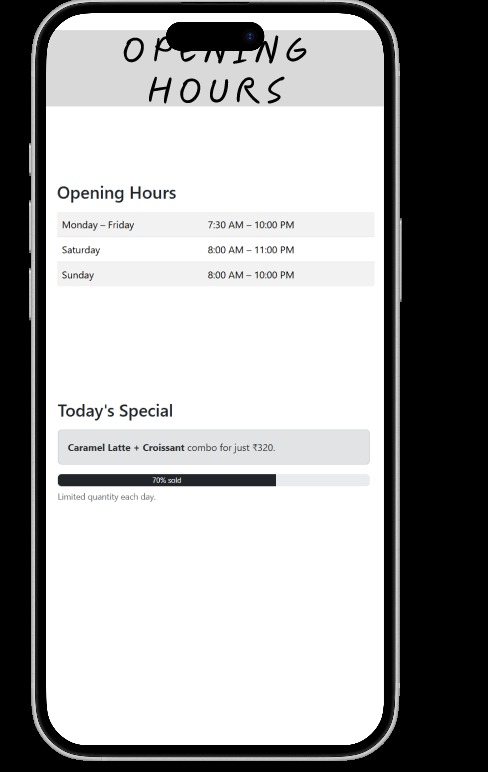 OPENING
HOURS
Opening Hours
Monday – Friday 7:30 AM – 10:00 PM
Saturday 8:00 AM – 11:00 PM
Sunday 8:00 AM – 10:00 PM
Today's Special
Caramel Latte + Croissant combo for just ₹320.
70% sold
Limited quantity each day.